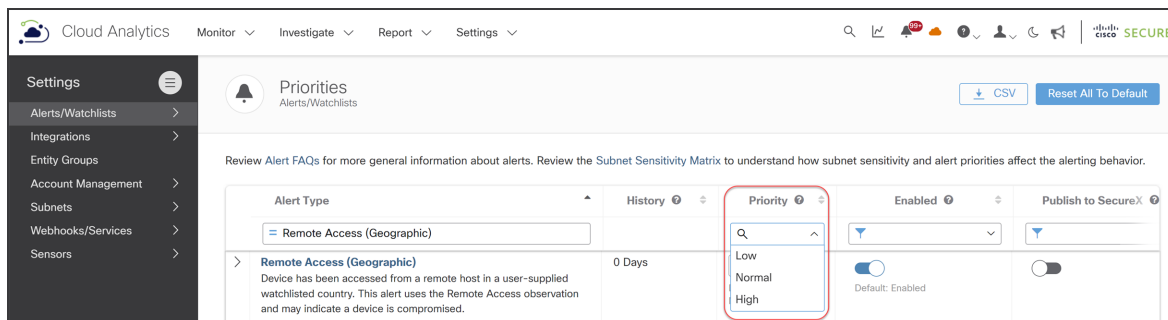 Cloud Analytics Monitor Investigate Report Settings 99+ cisco SECURE
Settings
Alerts/Watchlists
Integrations
Entity Groups
Account Management
Subnets
Webhooks/Services
Sensors
Priorities
Alerts/Watchlists
CSV Reset All To Default
Review Alert FAQs for more general information about alerts. Review the Subnet Sensitivity Matrix to understand how subnet sensitivity and alert priorities affect the alerting behavior.
Alert Type History Priority Enabled Publish to SecureX
= Remote Access (Geographic)
Low
Normal
High
Remote Access (Geographic) 0 Days
Device has been accessed from a remote host in a user-supplied
watchlisted country. This alert uses the Remote Access observation
and may indicate a device is compromised.
Default: Enabled